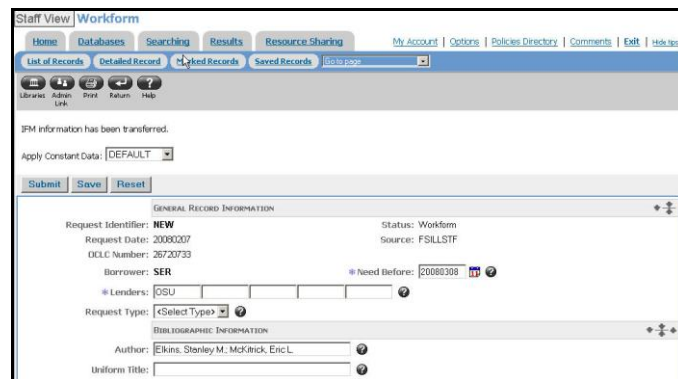 Staff View Workform
Home Databases Searching Results Resource Sharing My Account | Options | Policies Directory | Comments | Exit | Hide tips
List of Records Detailed Record Marked Records Saved Records Go to page
Libraries Admin Link Print Return Help
IFM information has been transferred.
Apply Constant Data: DEFAULT
Submit Save Reset
GENERAL RECORD INFORMATION
Request Identifier: NEW Status: Workform
Request Date: 20080207 Source: FSILLSTF
OCLC Number: 26720733
Borrower: SER *Need Before: 20080308
*Lenders: OSU
Request Type: <Select Type>
BIBLIOGRAPHIC INFORMATION
Author: Elkins, Stanley M.; McKitrick, Eric L.
Uniform Title: